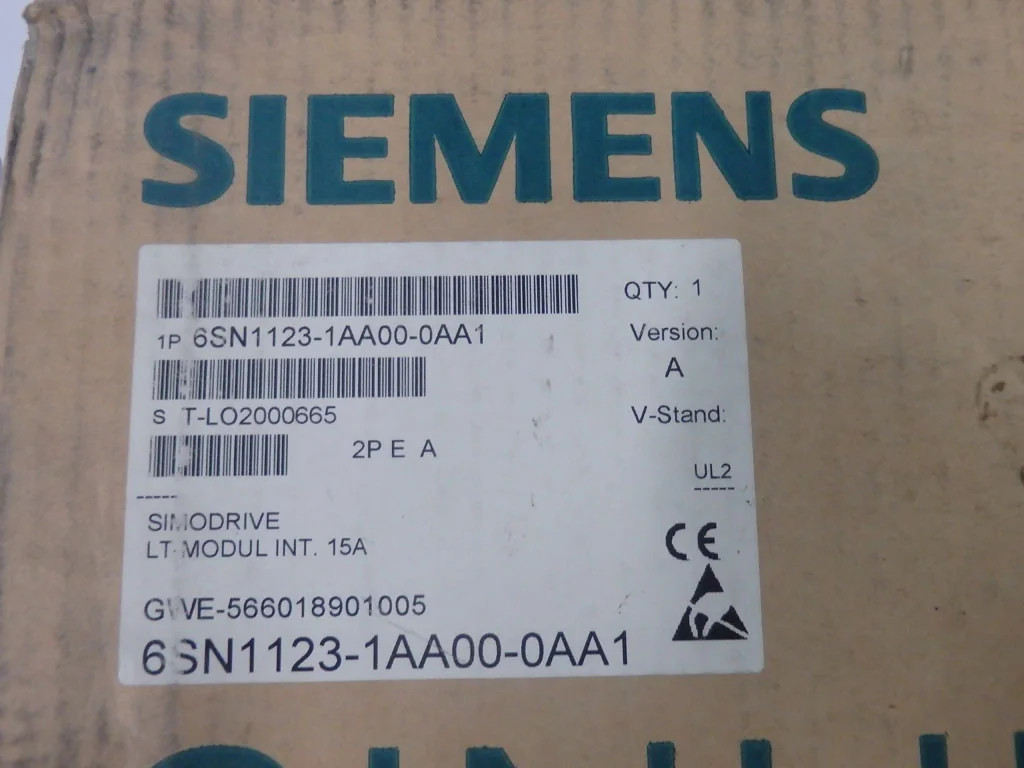 SIEMENS
QTY: 1
1P 6SN1123-1AA00-0AA1
Version:
A
S T-LO2000665
V-Stand:
2P E A
UL2
SIMODRIVE
LT-MODUL INT. 15A
CE
GWE-566018901005
6SN1123-1AA00-0AA1